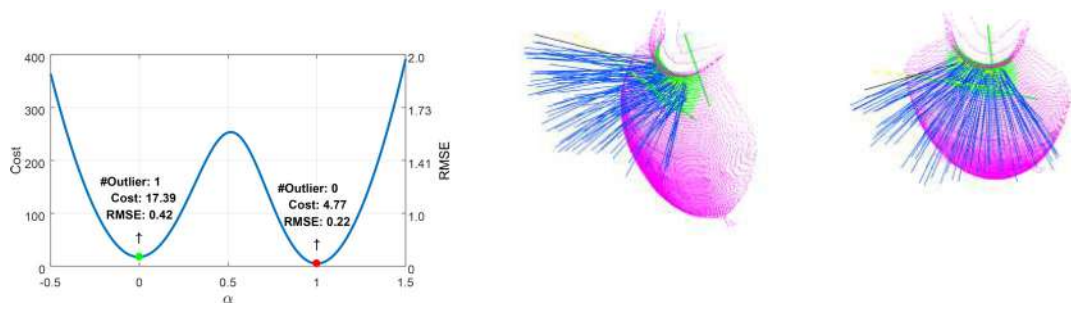 400
300
200
100
0
Cost
2.0
1.73
1.41
1.0
0
RMSE
#Outlier: 1
Cost: 17.39
RMSE: 0.42
↑
#Outlier: 0
Cost: 4.77
RMSE: 0.22
↑
-0.5 0 0.5 1 1.5
α